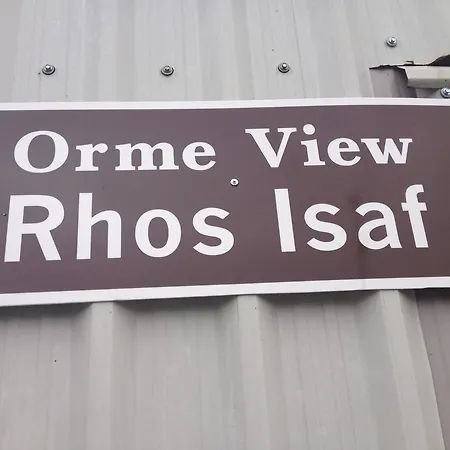 Orme View
Rhos Isaf